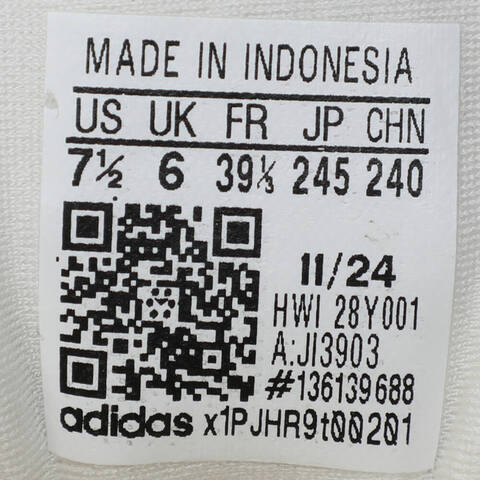 MADE IN INDONESIA
US UK FR JP CHN
7½ 6 39⅓ 245 240
11/24
HWI 28Y001
A:JI3903
#136139688
adidas x1PJHR9t00201